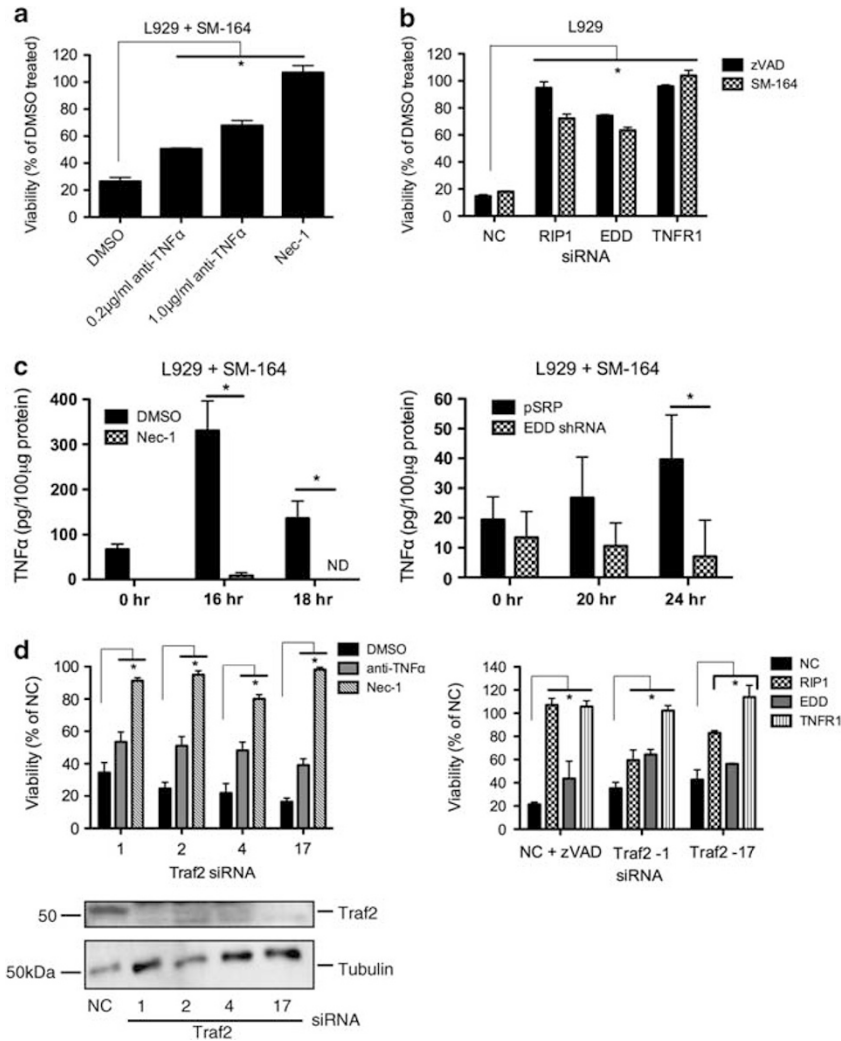 a
L929 + SM-164
Viability (% of DMSO treated)
120
100
80
60
40
20
0
*
DMSO
0.2µg/ml anti-TNFα
1.0µg/ml anti-TNFα
Nec-1
b
L929
Viability (% of DMSO treated)
120
100
80
60
40
20
0
*
zVAD
SM-164
NC
RIP1
EDD
TNFR1
siRNA
c
L929 + SM-164
TNFα (pg/100µg protein)
400
300
200
100
0
DMSO
Nec-1
*
*
ND
0 hr
16 hr
18 hr
L929 + SM-164
TNFα (pg/100µg protein)
60
50
40
30
20
10
0
pSRP
EDD shRNA
*
0 hr
20 hr
24 hr
d
Viability (% of NC)
100
80
60
40
20
0
*
*
*
*
DMSO
anti-TNFα
Nec-1
1
2
4
17
Traf2 siRNA
Viability (% of NC)
140
120
100
80
60
40
20
0
*
*
*
NC
RIP1
EDD
TNFR1
NC + zVAD
Traf2 -1
Traf2 -17
siRNA
50
Traf2
50kDa
Tubulin
NC
1
2
4
17
siRNA
Traf2